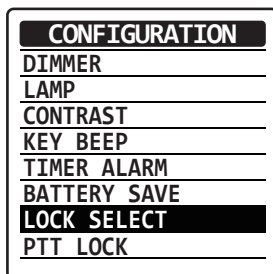 CONFIGURATION
DIMMER
LAMP
CONTRAST
KEY BEEP
TIMER ALARM
BATTERY SAVE
LOCK SELECT
PTT LOCK